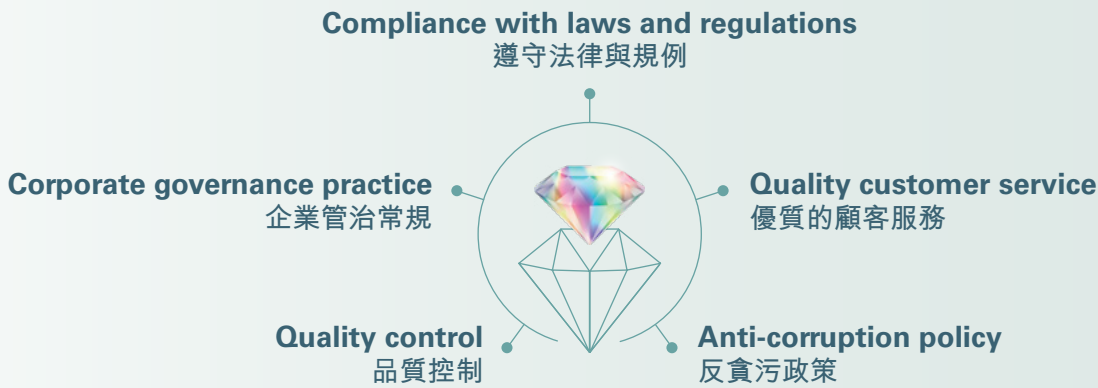 Compliance with laws and regulations
遵守法律與規例
Corporate governance practice
企業管治常規
Quality customer service
優質的顧客服務
Quality control
品質控制
Anti-corruption policy
反貪污政策